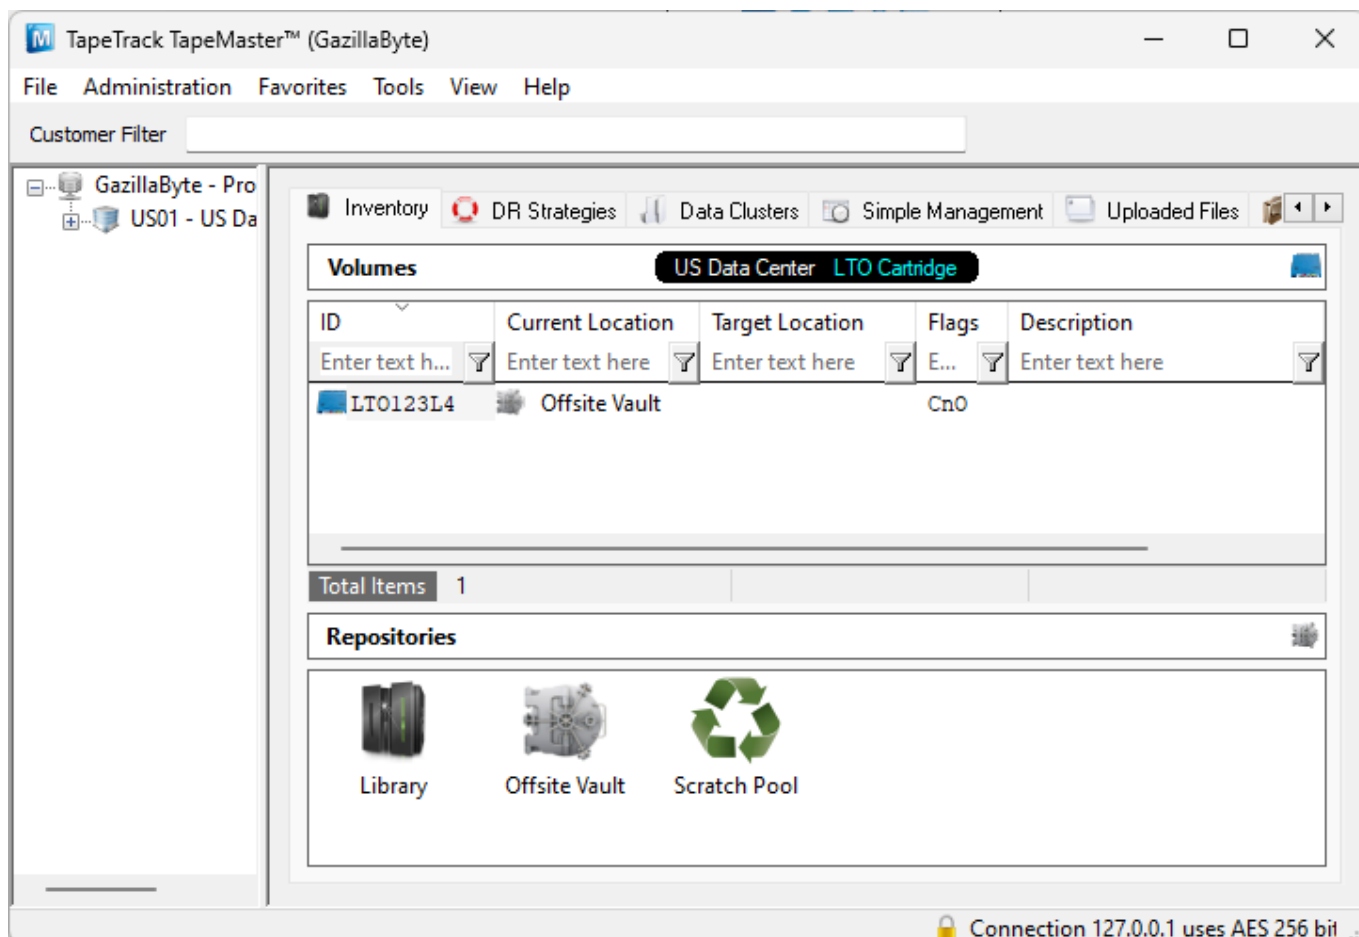 TapeTrack TapeMaster™ (GazillaByte)
File Administration Favorites Tools View Help
Customer Filter
GazillaByte - Pro
US01 - US Da
Inventory DR Strategies Data Clusters Simple Management Uploaded Files
Volumes US Data Center LTO Cartridge
ID Current Location Target Location Flags Description
Enter text h... Enter text here Enter text here E... Enter text here
LTO123L4 Offsite Vault CnO
Total Items 1
Repositories
Library Offsite Vault Scratch Pool
Connection 127.0.0.1 uses AES 256 bit